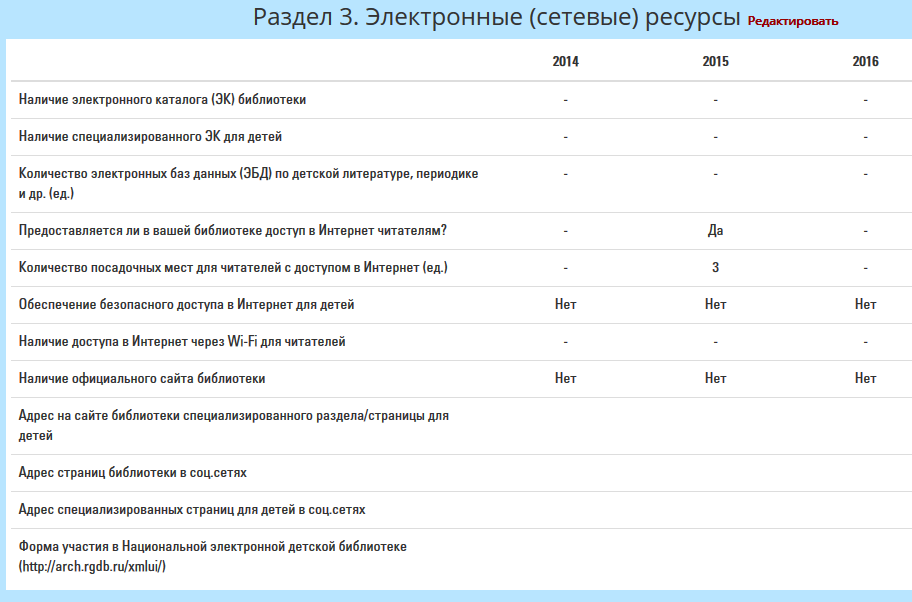 Раздел 3. Электронные (сетевые) ресурсы Редактировать
2014 2015 2016
Наличие электронного каталога (ЭК) библиотеки - - -
Наличие специализированного ЭК для детей - - -
Количество электронных баз данных (ЭБД) по детской литературе, периодике - - -
и др. (ед.)
Предоставляется ли в вашей библиотеке доступ в Интернет читателям? - Да -
Количество посадочных мест для читателей с доступом в Интернет (ед.) - 3 -
Обеспечение безопасного доступа в Интернет для детей Нет Нет Нет
Наличие доступа в Интернет через Wi-Fi для читателей - - -
Наличие официального сайта библиотеки Нет Нет Нет
Адрес на сайте библиотеки специализированного раздела/страницы для
детей
Адрес страниц библиотеки в соц.сетях
Адрес специализированных страниц для детей в соц.сетях
Форма участия в Национальной электронной детской библиотеке
(http://arch.rgdb.ru/xmlui/)